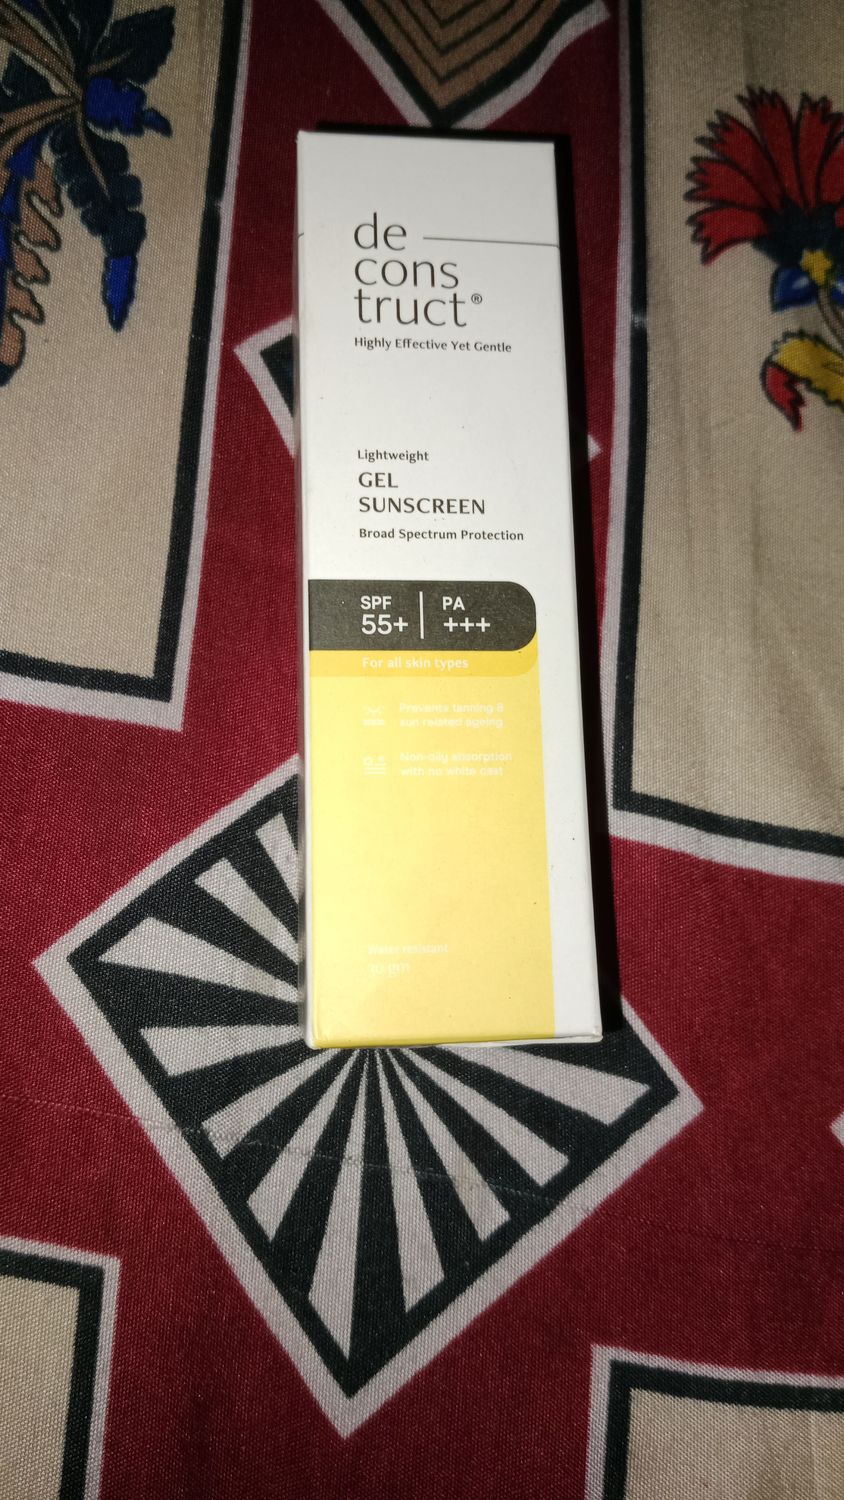 de
cons
truct®
Highly Effective Yet Gentle
Lightweight
GEL
SUNSCREEN
Broad Spectrum Protection
SPF
55+
PA
+++
For all skin types
Prevents tanning &
sun related ageing
Non-oily absorption
with no white cast
Water resistant
gm